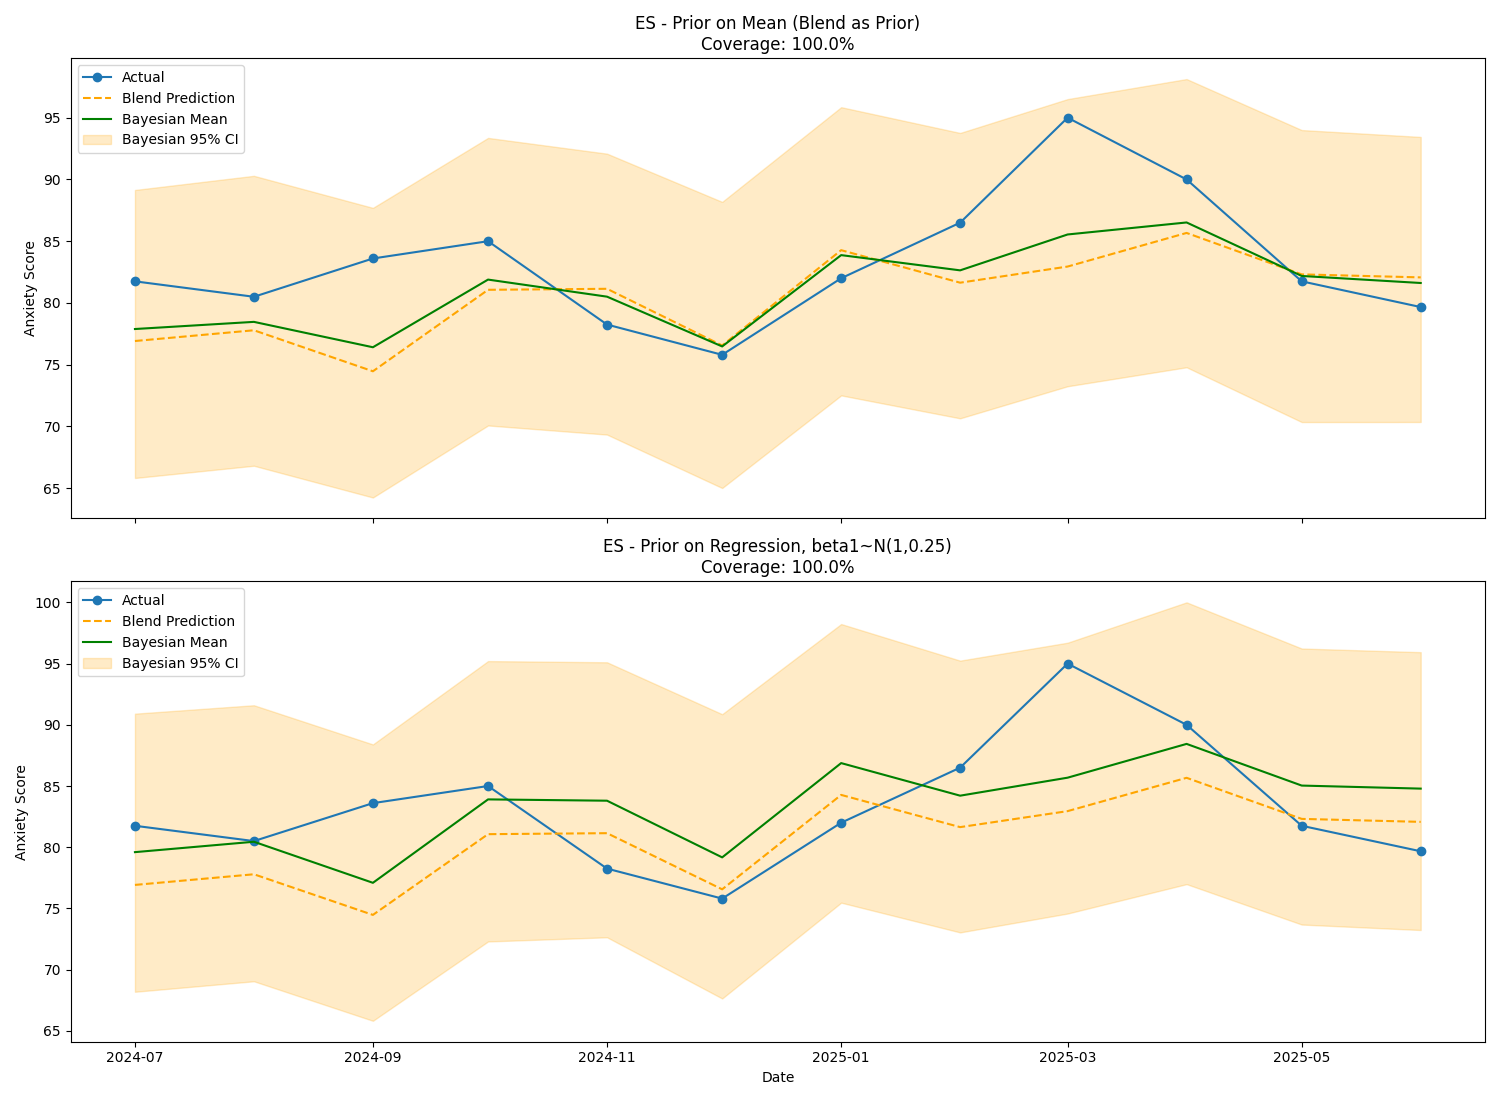 ES - Prior on Mean (Blend as Prior)
Coverage: 100.0%
Actual
Blend Prediction
Bayesian Mean
Bayesian 95% CI
Anxiety Score
95
90
85
80
75
70
65
ES - Prior on Regression, beta1~N(1,0.25)
Coverage: 100.0%
Actual
Blend Prediction
Bayesian Mean
Bayesian 95% CI
Anxiety Score
100
95
90
85
80
75
70
65
2024-07 2024-09 2024-11 2025-01 2025-03 2025-05
Date